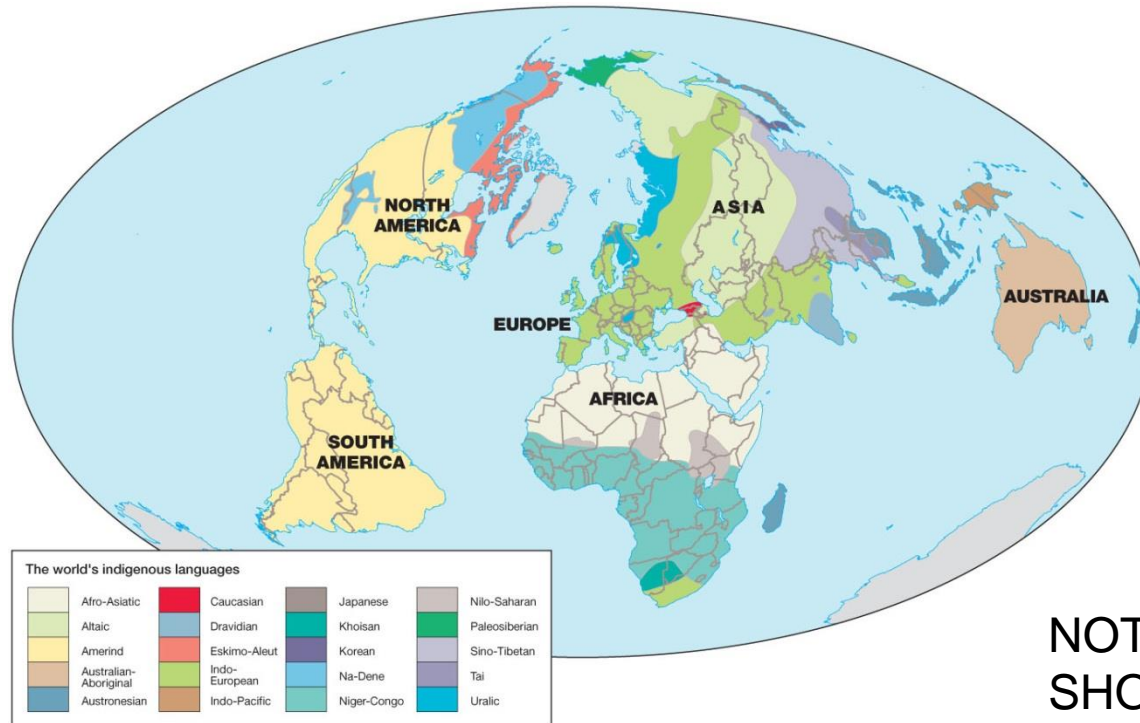 NORTH
AMERICA
ASIA
EUROPE
AUSTRALIA
AFRICA
SOUTH
AMERICA
The world's indigenous languages
Afro-Asiatic
Altaic
Amerind
Australian-
Aboriginal
Austronesian
Caucasian
Dravidian
Eskimo-Aleut
Indo-
European
Indo-Pacific
Japanese
Khoisan
Korean
Na-Dene
Niger-Congo
Nilo-Saharan
Paleosiberian
Sino-Tibetan
Tai
Uralic
NOT
SHO